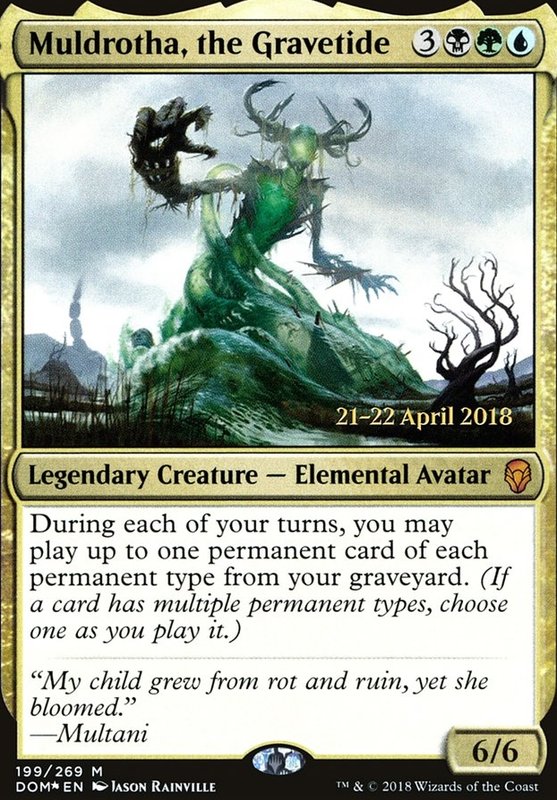 Muldrotha, the Gravetide 3
21–22 April 2018
Legendary Creature — Elemental Avatar
During each of your turns, you may
play up to one permanent card of each
permanent type from your graveyard. (If
a card has multiple permanent types, choose
one as you play it.)
“My child grew from rot and ruin, yet she
bloomed.”
—Multani
6/6
199/269 M
DOM★EN Jason Rainville
™ & © 2018 Wizards of the Coast